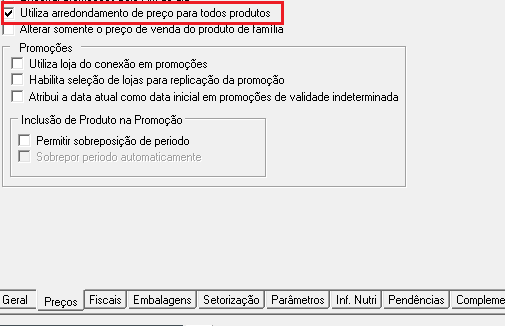 Utiliza arredondamento de preço para todos produtos
Alterar somente o preço de venda do produto de família
Promoções
Utiliza loja do conexão em promoções
Habilita seleção de lojas para replicação da promoção
Atribui a data atual como data inicial em promoções de validade indeterminada
Inclusão de Produto na Promoção
Permitir sobreposição de periodo
Sobrepor periodo automaticamente
Geral Preços Fiscais Embalagens Setorização Parâmetros Inf. Nutri Pendências Compleme